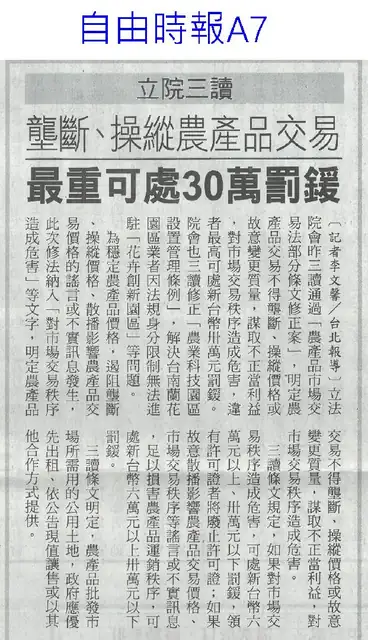 自由時報A7
立院三讀
壟斷、操縱農產品交易
最重可處30萬罰鍰
〔記者李文馨/台北報導〕立法
院會昨三讀通過「農產品市場交
易法部分條文修正案」,明定農
產品交易不得壟斷、操縱價格或
故意變更質量,謀取不正當利益
,對市場交易秩序造成危害,違
者最高可處新台幣卅萬元罰鍰。
院會也三讀修正「農業科技園區
設置管理條例」,解決台南蘭花
園區業者因法規身分限制無法進
駐「花卉創新園區」等問題。
為穩定農產品價格,遏阻壟斷
、操縱價格、散播影響農產品交
易價格的謠言或不實訊息發生,
此次修法納入「對市場交易秩序
造成危害」等文字,明定農產品
交易不得壟斷、操縱價格或故意
變更質量,謀取不正當利益,對
市場交易秩序造成危害。
三讀條文規定,如果對市場交
易秩序造成危害,可處新台幣六
萬元以上、卅萬元以下罰鍰,領
有許可證者將廢止許可證;如果
故意散播影響農產品交易價格、
市場交易秩序等謠言或不實訊息
,足以損害農產品運銷秩序,可
處新台幣六萬元以上卅萬元以下
罰鍰。
三讀條文明定,農產品批發市
場所需用的公用土地,政府應優
先出租、依公告現值讓售或以其
他合作方式提供。